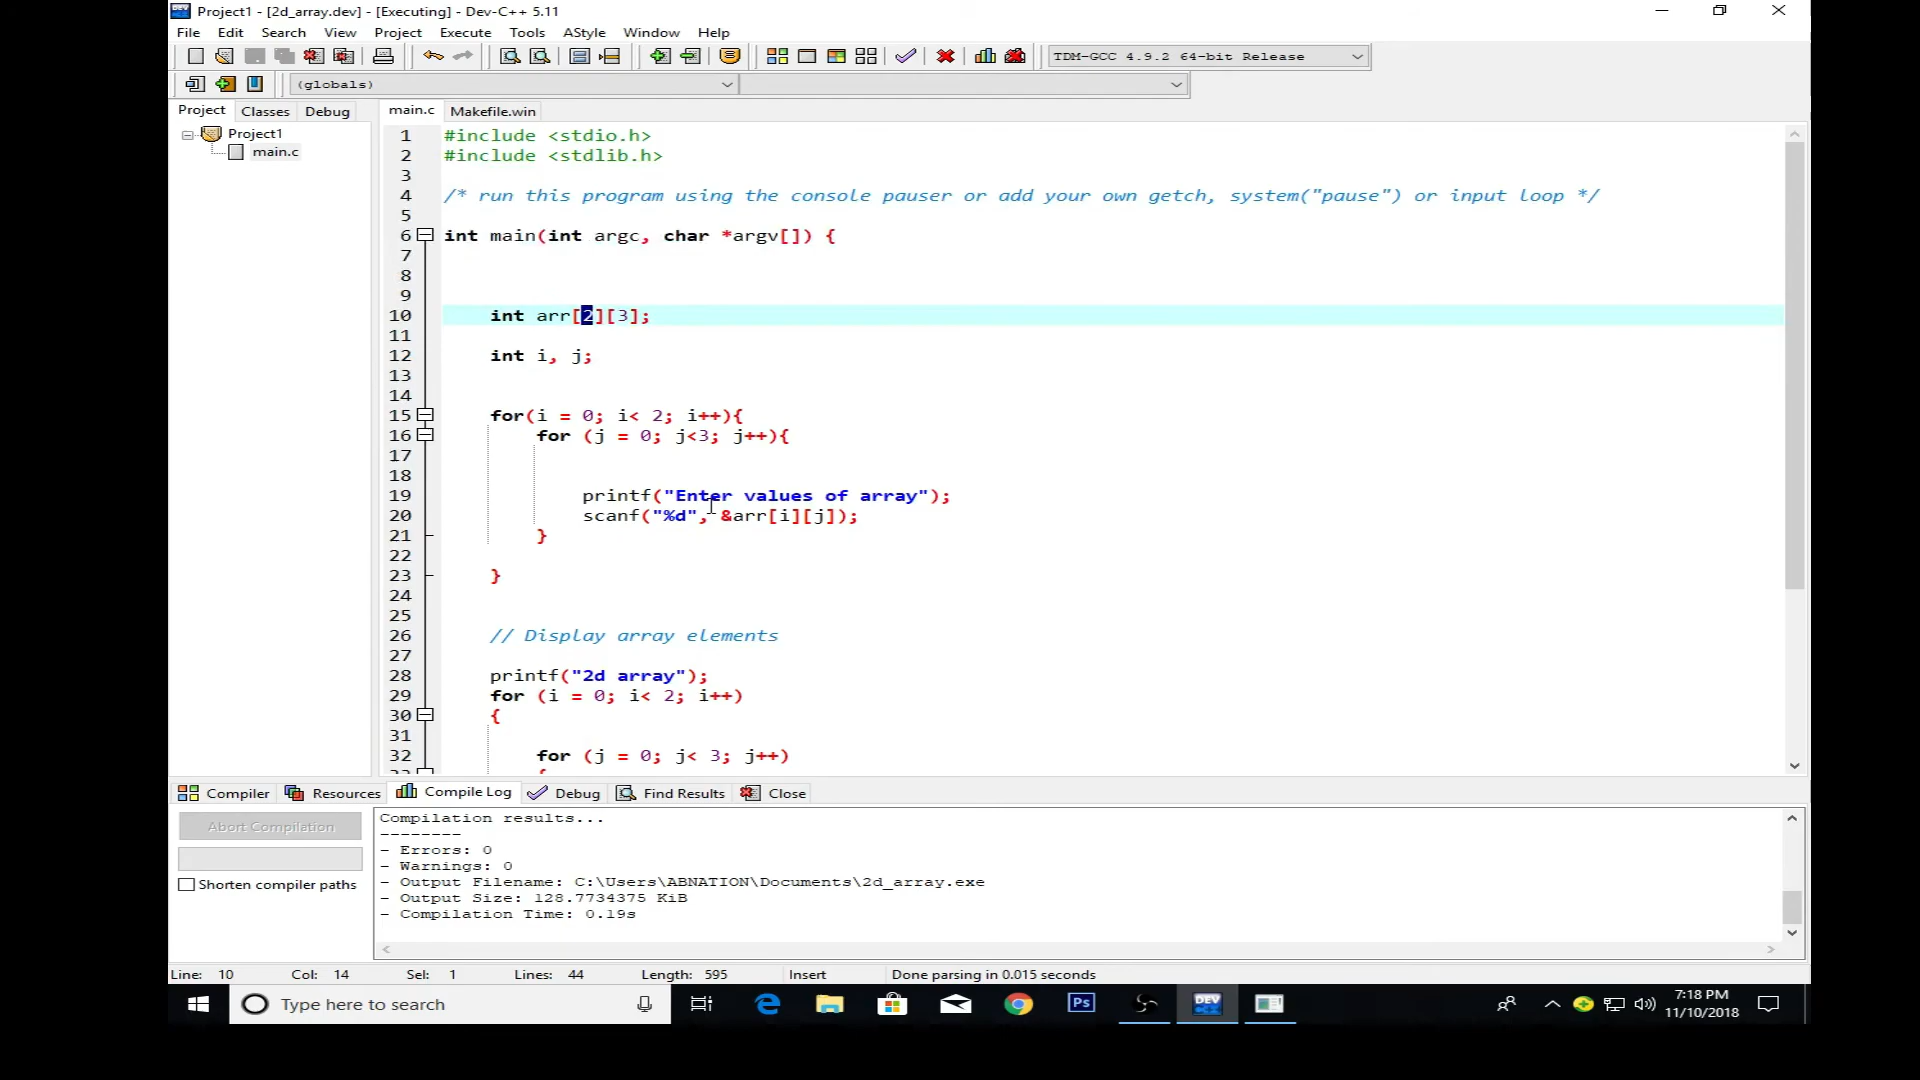 Project1 - [2d_array.dev] - [Executing] - Dev-C++ 5.11
File Edit Search View Project Execute Tools AStyle Window Help
TDM-GCC 4.9.2 64-bit Release
(globals)
Project Classes Debug
main.c Makefile.win
Project1
main.c
1 #include <stdio.h>
2 #include <stdlib.h>
3
4 /* run this program using the console pauser or add your own getch, system("pause") or input loop */
5
6 int main(int argc, char *argv[]) {
7
8
9
10 int arr[2][3];
11
12 int i, j;
13
14
15 for(i = 0; i< 2; i++){
16 for (j = 0; j<3; j++){
17
18
19 printf("Enter values of array");
20 scanf("%d", &arr[i][j]);
21 }
22
23 }
24
25
26 // Display array elements
27
28 printf("2d array");
29 for (i = 0; i< 2; i++)
30 {
31
32 for (j = 0; j< 3; j++)
33 {
Compiler Resources Compile Log Debug Find Results Close
Abort Compilation
Shorten compiler paths
Compilation results...
--------
- Errors: 0
- Warnings: 0
- Output Filename: C:\Users\ABNATION\Documents\2d_array.exe
- Output Size: 128.7734375 KiB
- Compilation Time: 0.19s
Line: 10 Col: 14 Sel: 1 Lines: 44 Length: 595 Insert Done parsing in 0.015 seconds
Type here to search
Ps
DEV
7:18 PM
11/10/2018